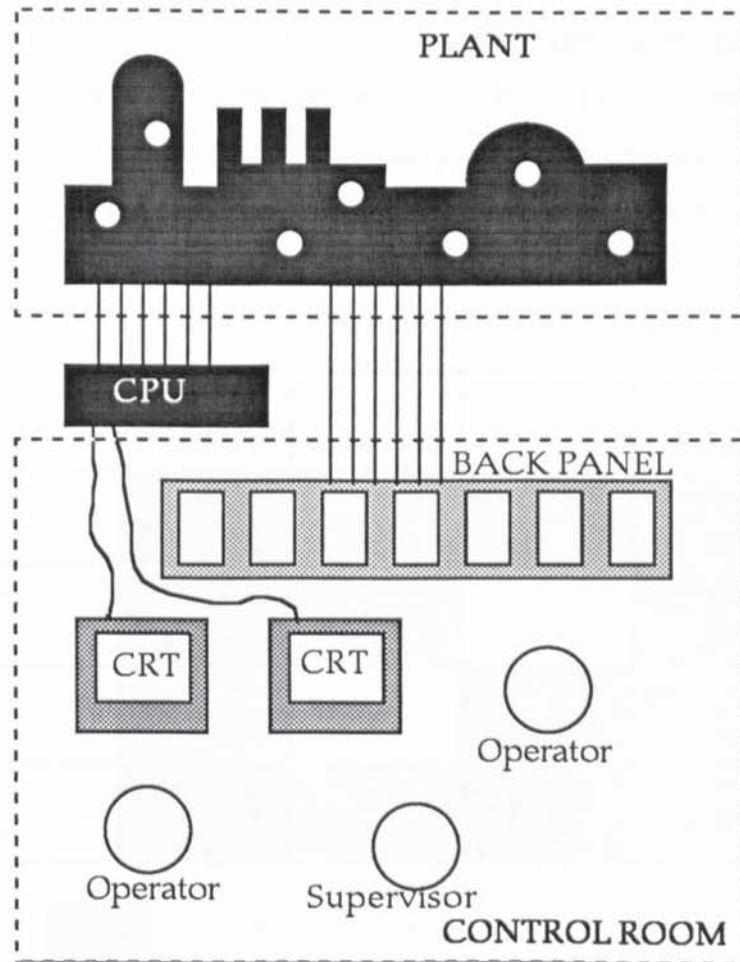 PLANT
CPU
BACK PANEL
CRT
CRT
Operator
Operator
Supervisor
CONTROL ROOM